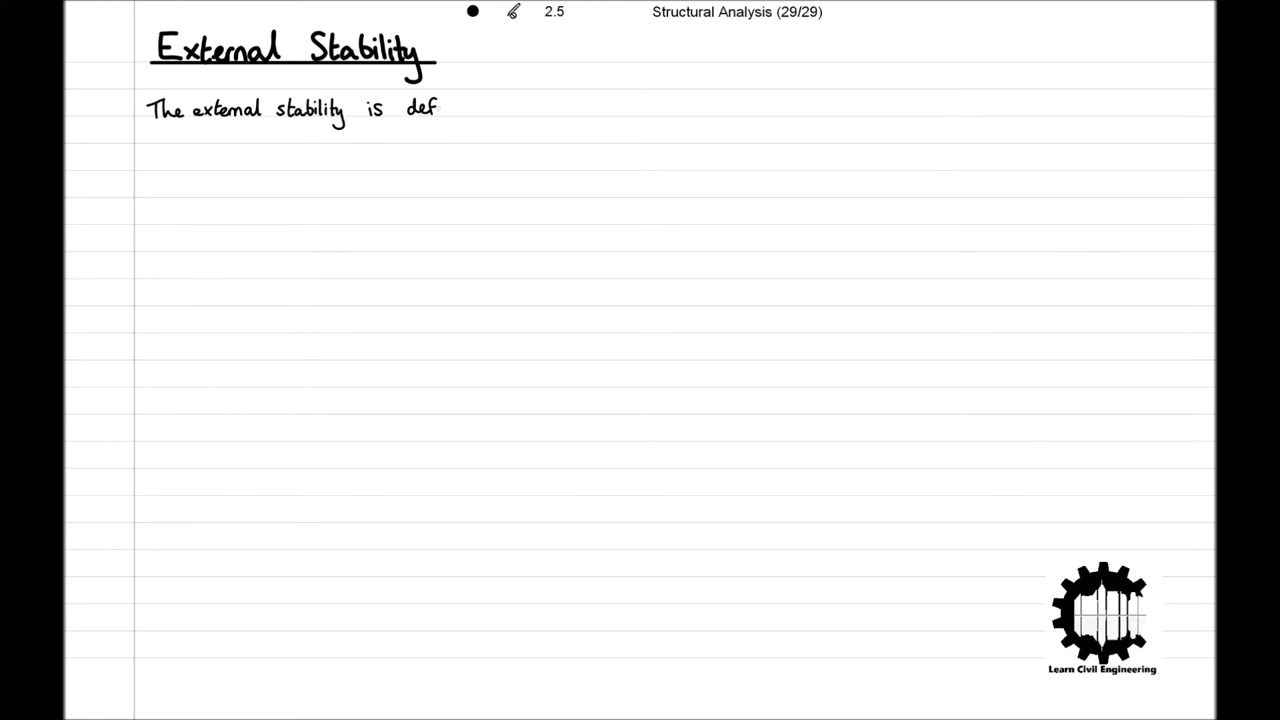 2.5 Structural Analysis (29/29)
External Stability
The external stability is def
Learn Civil Engineering